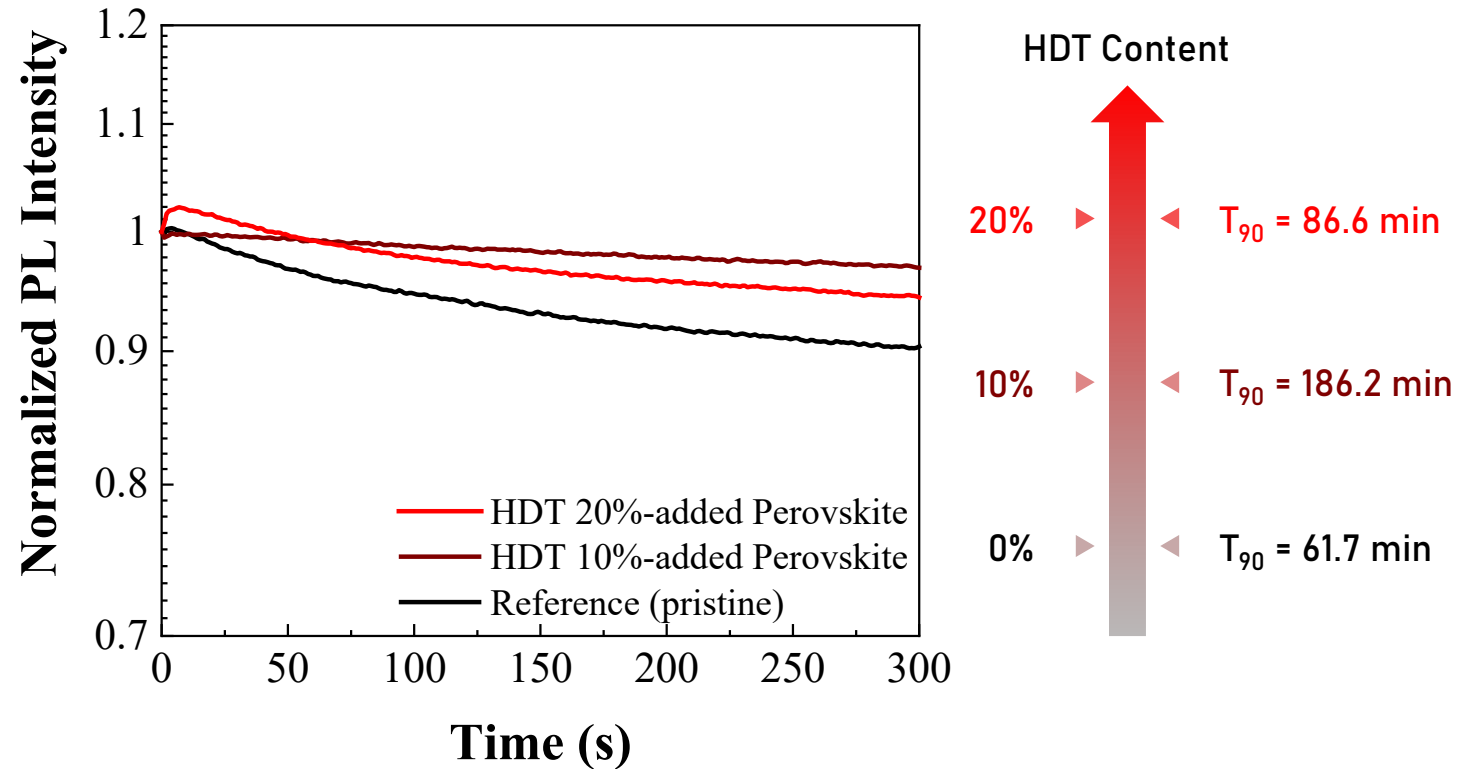 Normalized PL Intensity
1.2
1.1
1
0.9
0.8
0.7
HDT 20%-added Perovskite
HDT 10%-added Perovskite
Reference (pristine)
0
50
100
150
200
250
300
Time (s)
HDT Content
20%
T90 = 86.6 min
10%
T90 = 186.2 min
0%
T90 = 61.7 min